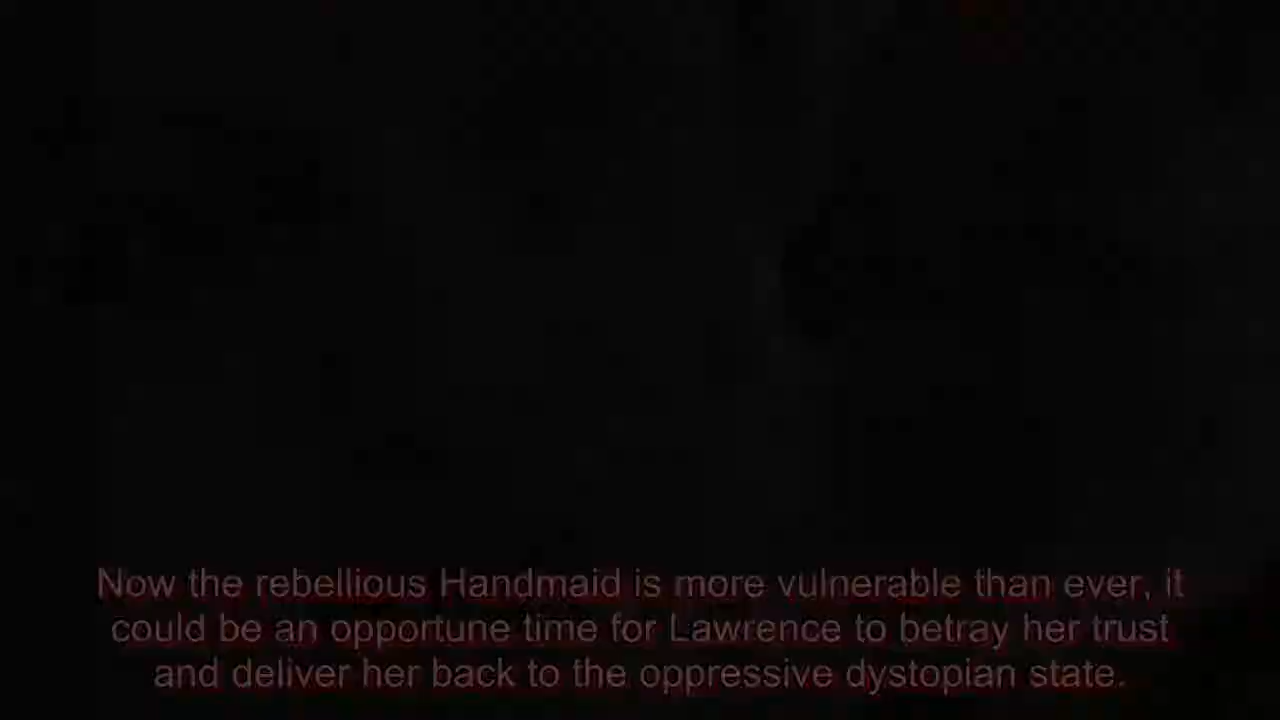 Now the rebellious Handmaid is more vulnerable than ever, it
could be an opportune time for Lawrence to betray her trust
and deliver her back to the oppressive dystopian state.